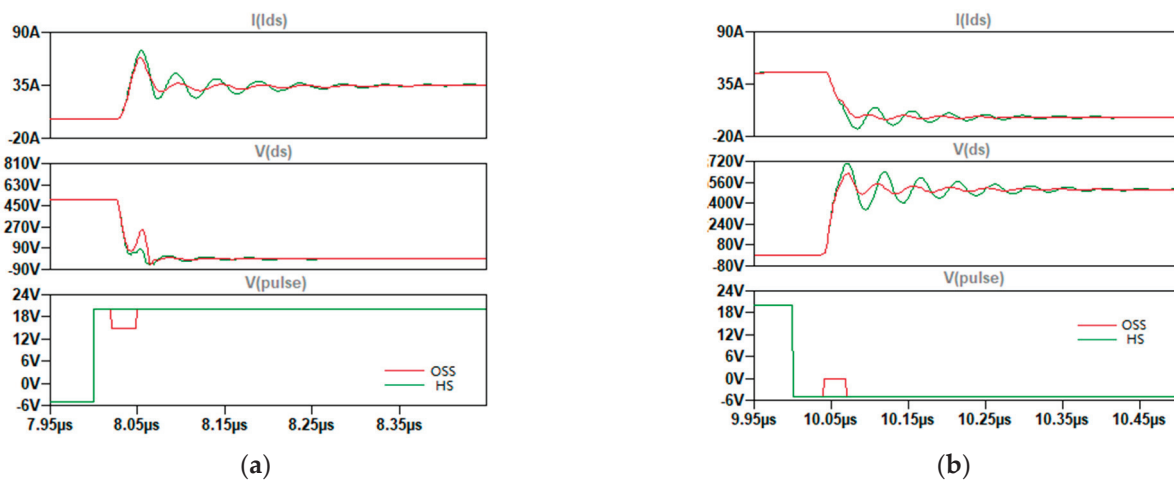 I(Ids)
90A
35A
-20A
V(ds)
810V
630V
450V
270V
90V
-90V
V(pulse)
24V
18V
12V
6V
0V
-6V
OSS
HS
7.95µs
8.05µs
8.15µs
8.25µs
8.35µs
(a)
I(Ids)
90A
35A
-20A
V(ds)
720V
560V
400V
240V
80V
-80V
V(pulse)
24V
18V
12V
6V
0V
-6V
OSS
HS
9.95µs
10.05µs
10.15µs
10.25µs
10.35µs
10.45µs
(b)